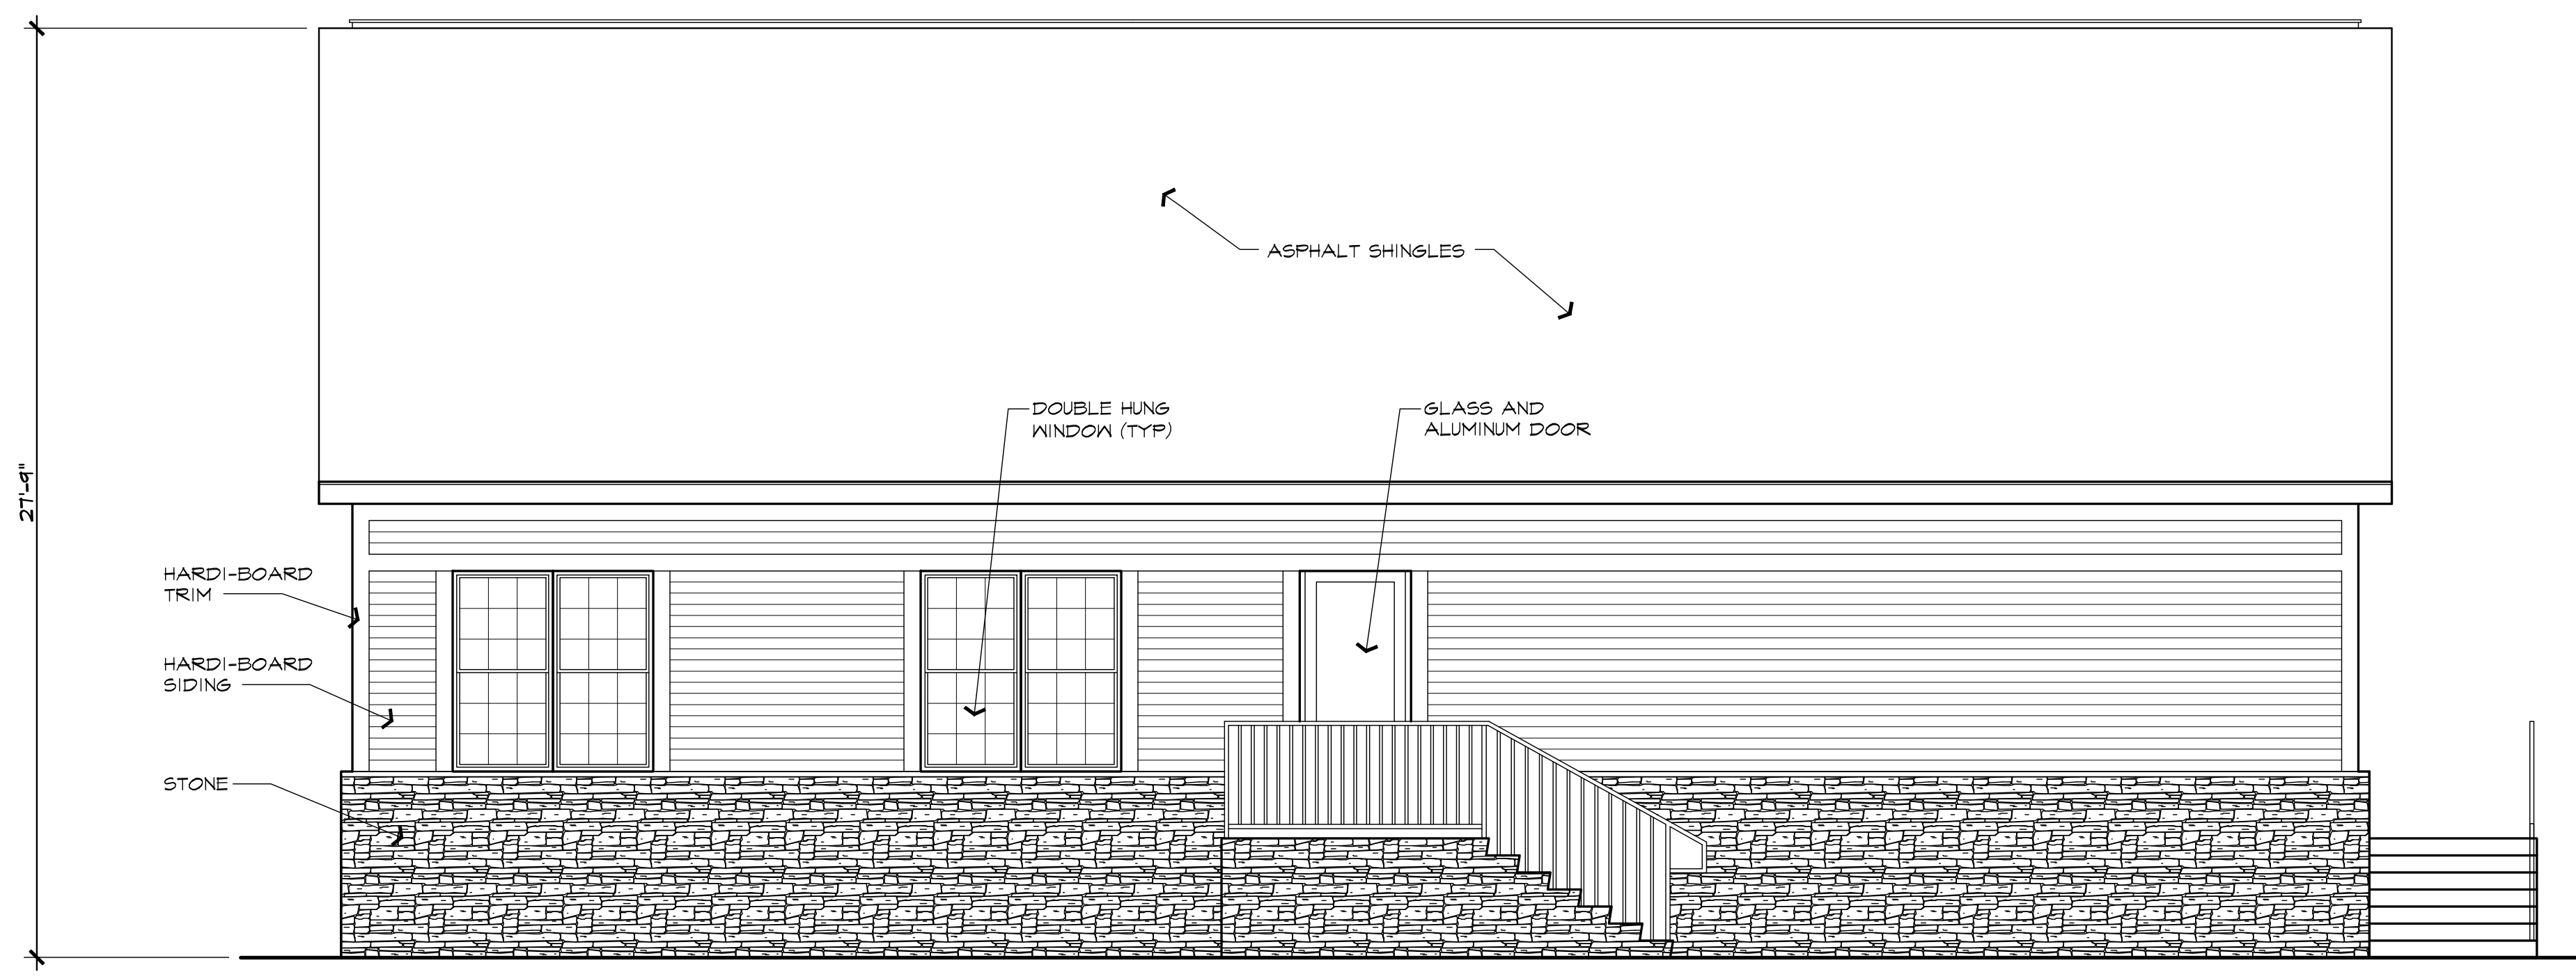 ASPHALT SHINGLES
DOUBLE HUNG
WINDOW (TYP)
GLASS AND
ALUMINUM DOOR
27'-9"
HARDI-BOARD
TRIM
HARDI-BOARD
SIDING
STONE